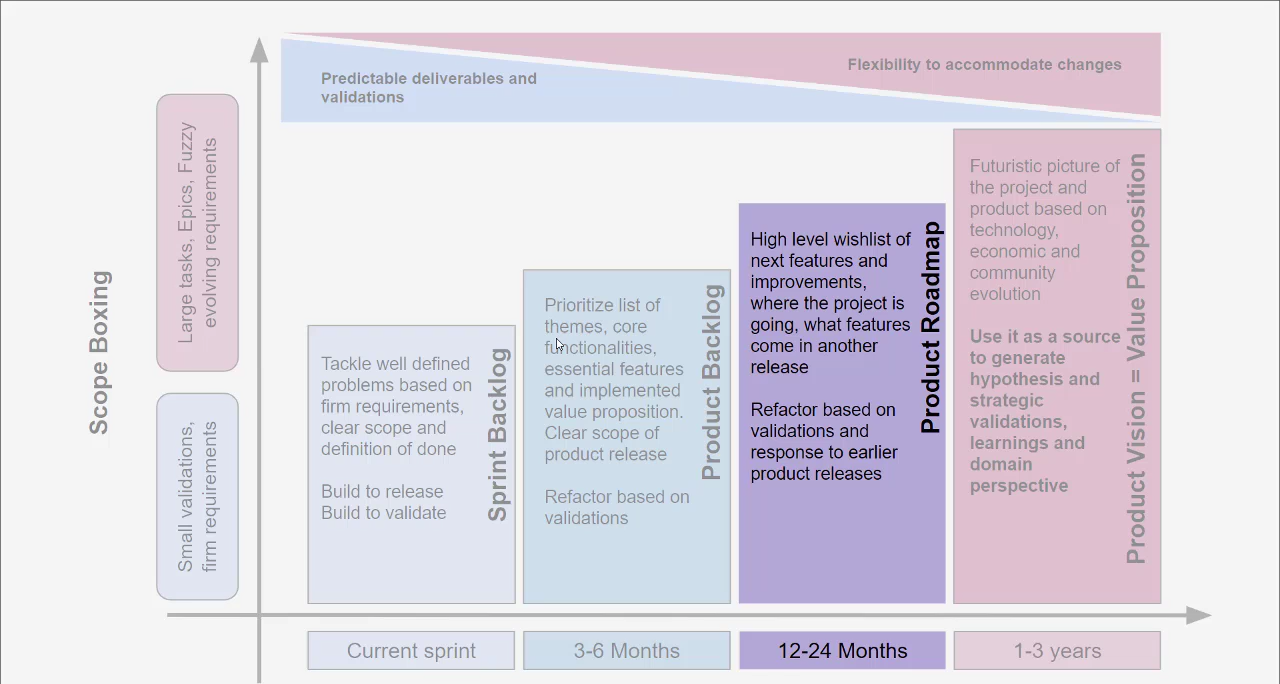 Predictable deliverables and
validations
Flexibility to accommodate changes
Scope Boxing
Large tasks, Epics, Fuzzy
evolving requirements
Small validations,
firm requirements
Tackle well defined
problems based on
firm requirements,
clear scope and
definition of done
Build to release
Build to validate
Sprint Backlog
Prioritize list of
themes, core
functionalities,
essential features
and implemented
value proposition.
Clear scope of
product release
Refactor based on
validations
Product Backlog
High level wishlist of
next features and
improvements,
where the project is
going, what features
come in another
release
Refactor based on
validations and
response to earlier
product releases
Product Roadmap
Futuristic picture of
the project and
product based on
technology,
economic and
community
evolution
Use it as a source
to generate
hypothesis and
strategic
validations,
learnings and
domain
perspective
Product Vision = Value Proposition
Current sprint
3-6 Months
12-24 Months
1-3 years